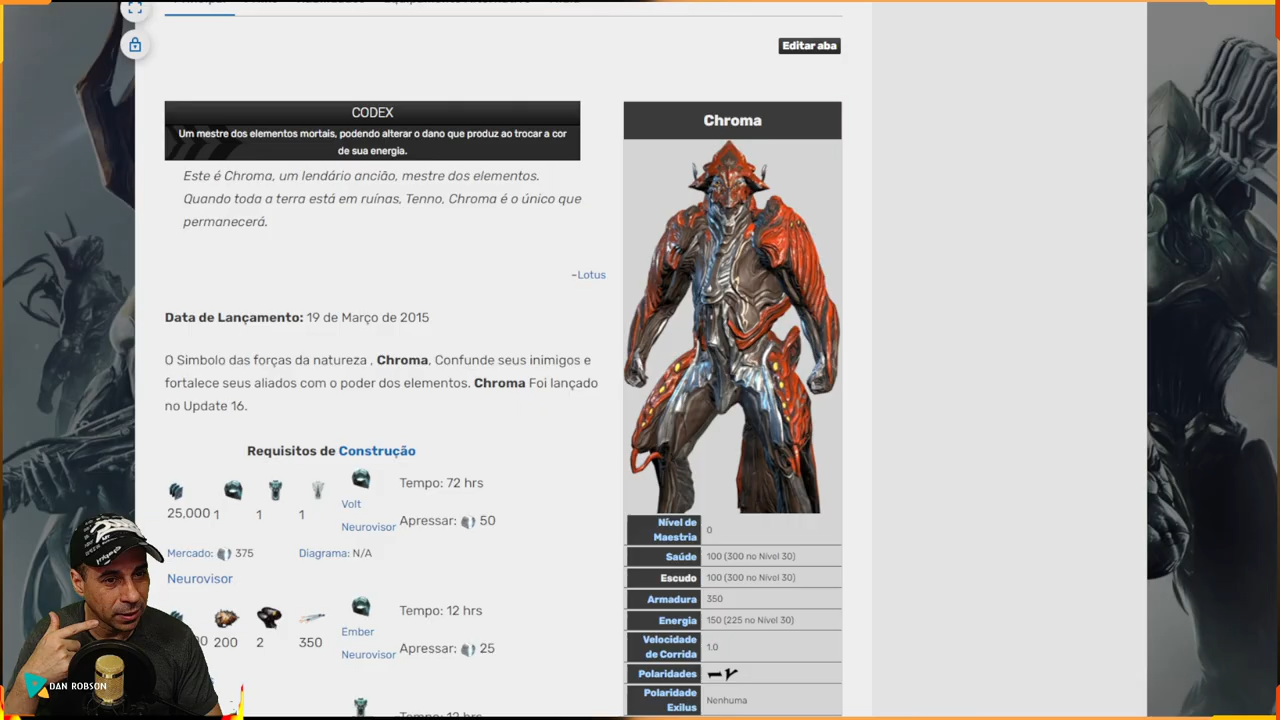 Editar aba
CODEX
Um mestre dos elementos mortais, podendo alterar o dano que produz ao trocar a cor
de sua energia.
Este é Chroma, um lendário ancião, mestre dos elementos.
Quando toda a terra está em ruínas, Tenno, Chroma é o único que
permanecerá.
~Lotus
Data de Lançamento: 19 de Março de 2015
O Simbolo das forças da natureza , Chroma, Confunde seus inimigos e
fortalece seus aliados com o poder dos elementos. Chroma Foi lançado
no Update 16.
Requisitos de Construção
25,000 1 1 1
Volt
Neurovisor
Tempo: 72 hrs
Apressar: 50
Mercado: 375 Diagrama: N/A
Neurovisor
200 2 350
Ember
Neurovisor
Tempo: 12 hrs
Apressar: 25
Chroma
Nível de
Maestria 0
Saúde 100 (300 no Nível 30)
Escudo 100 (300 no Nível 30)
Armadura 350
Energia 150 (225 no Nível 30)
Velocidade
de Corrida 1.0
Polaridades
Polaridade
Exilus Nenhuma
DAN ROBSON